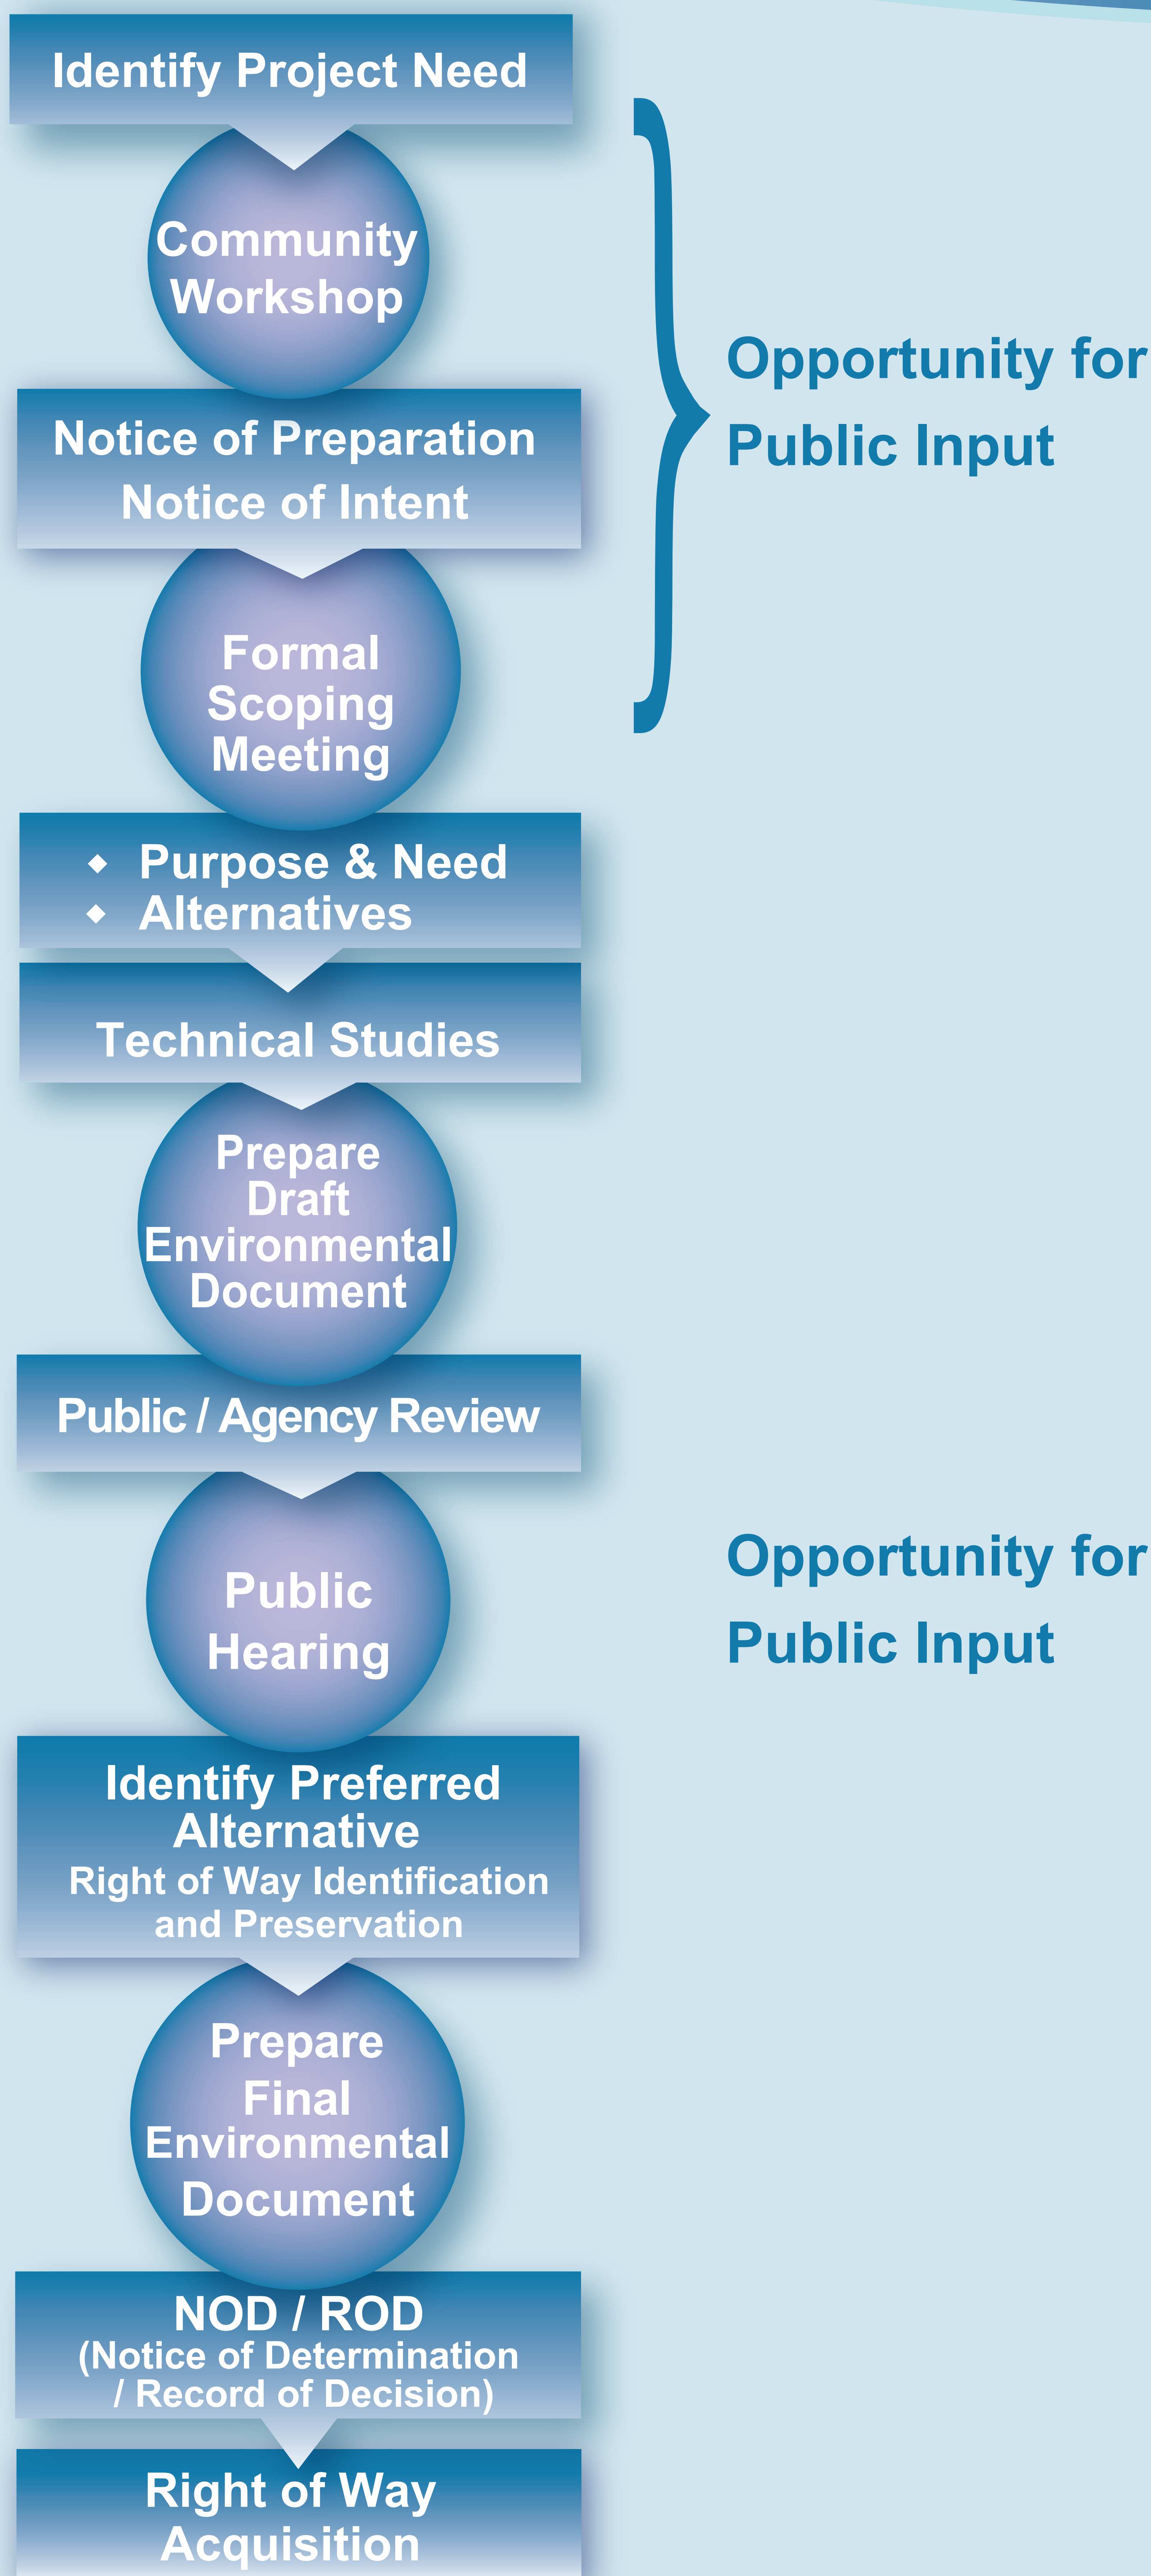 Identify Project Need
Community
Workshop
Notice of Preparation
Notice of Intent
Opportunity for
Public Input
Formal
Scoping
Meeting
◆ Purpose & Need
◆ Alternatives
Technical Studies
Prepare
Draft
Environmental
Document
Public / Agency Review
Public
Hearing
Opportunity for
Public Input
Identify Preferred
Alternative
Right of Way Identification
and Preservation
Prepare
Final
Environmental
Document
NOD / ROD
(Notice of Determination
/ Record of Decision)
Right of Way
Acquisition